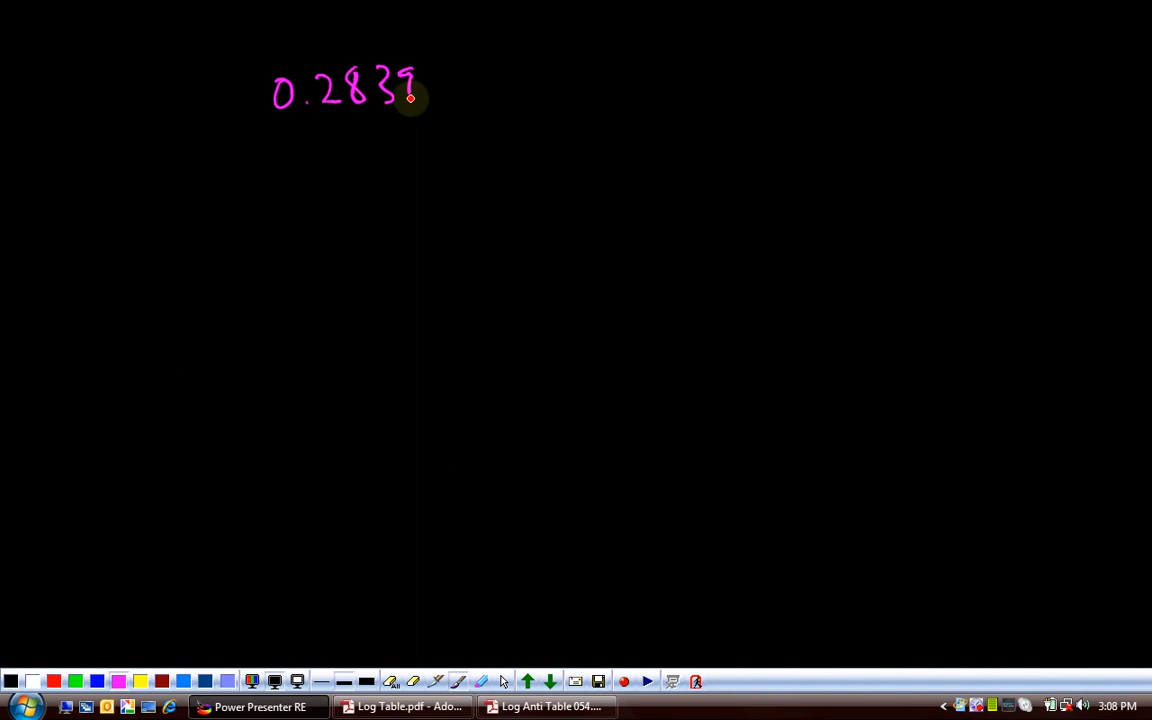 0.2839
Power Presenter RE
Log Table.pdf - Ado...
Log Anti Table 054....
3:08 PM